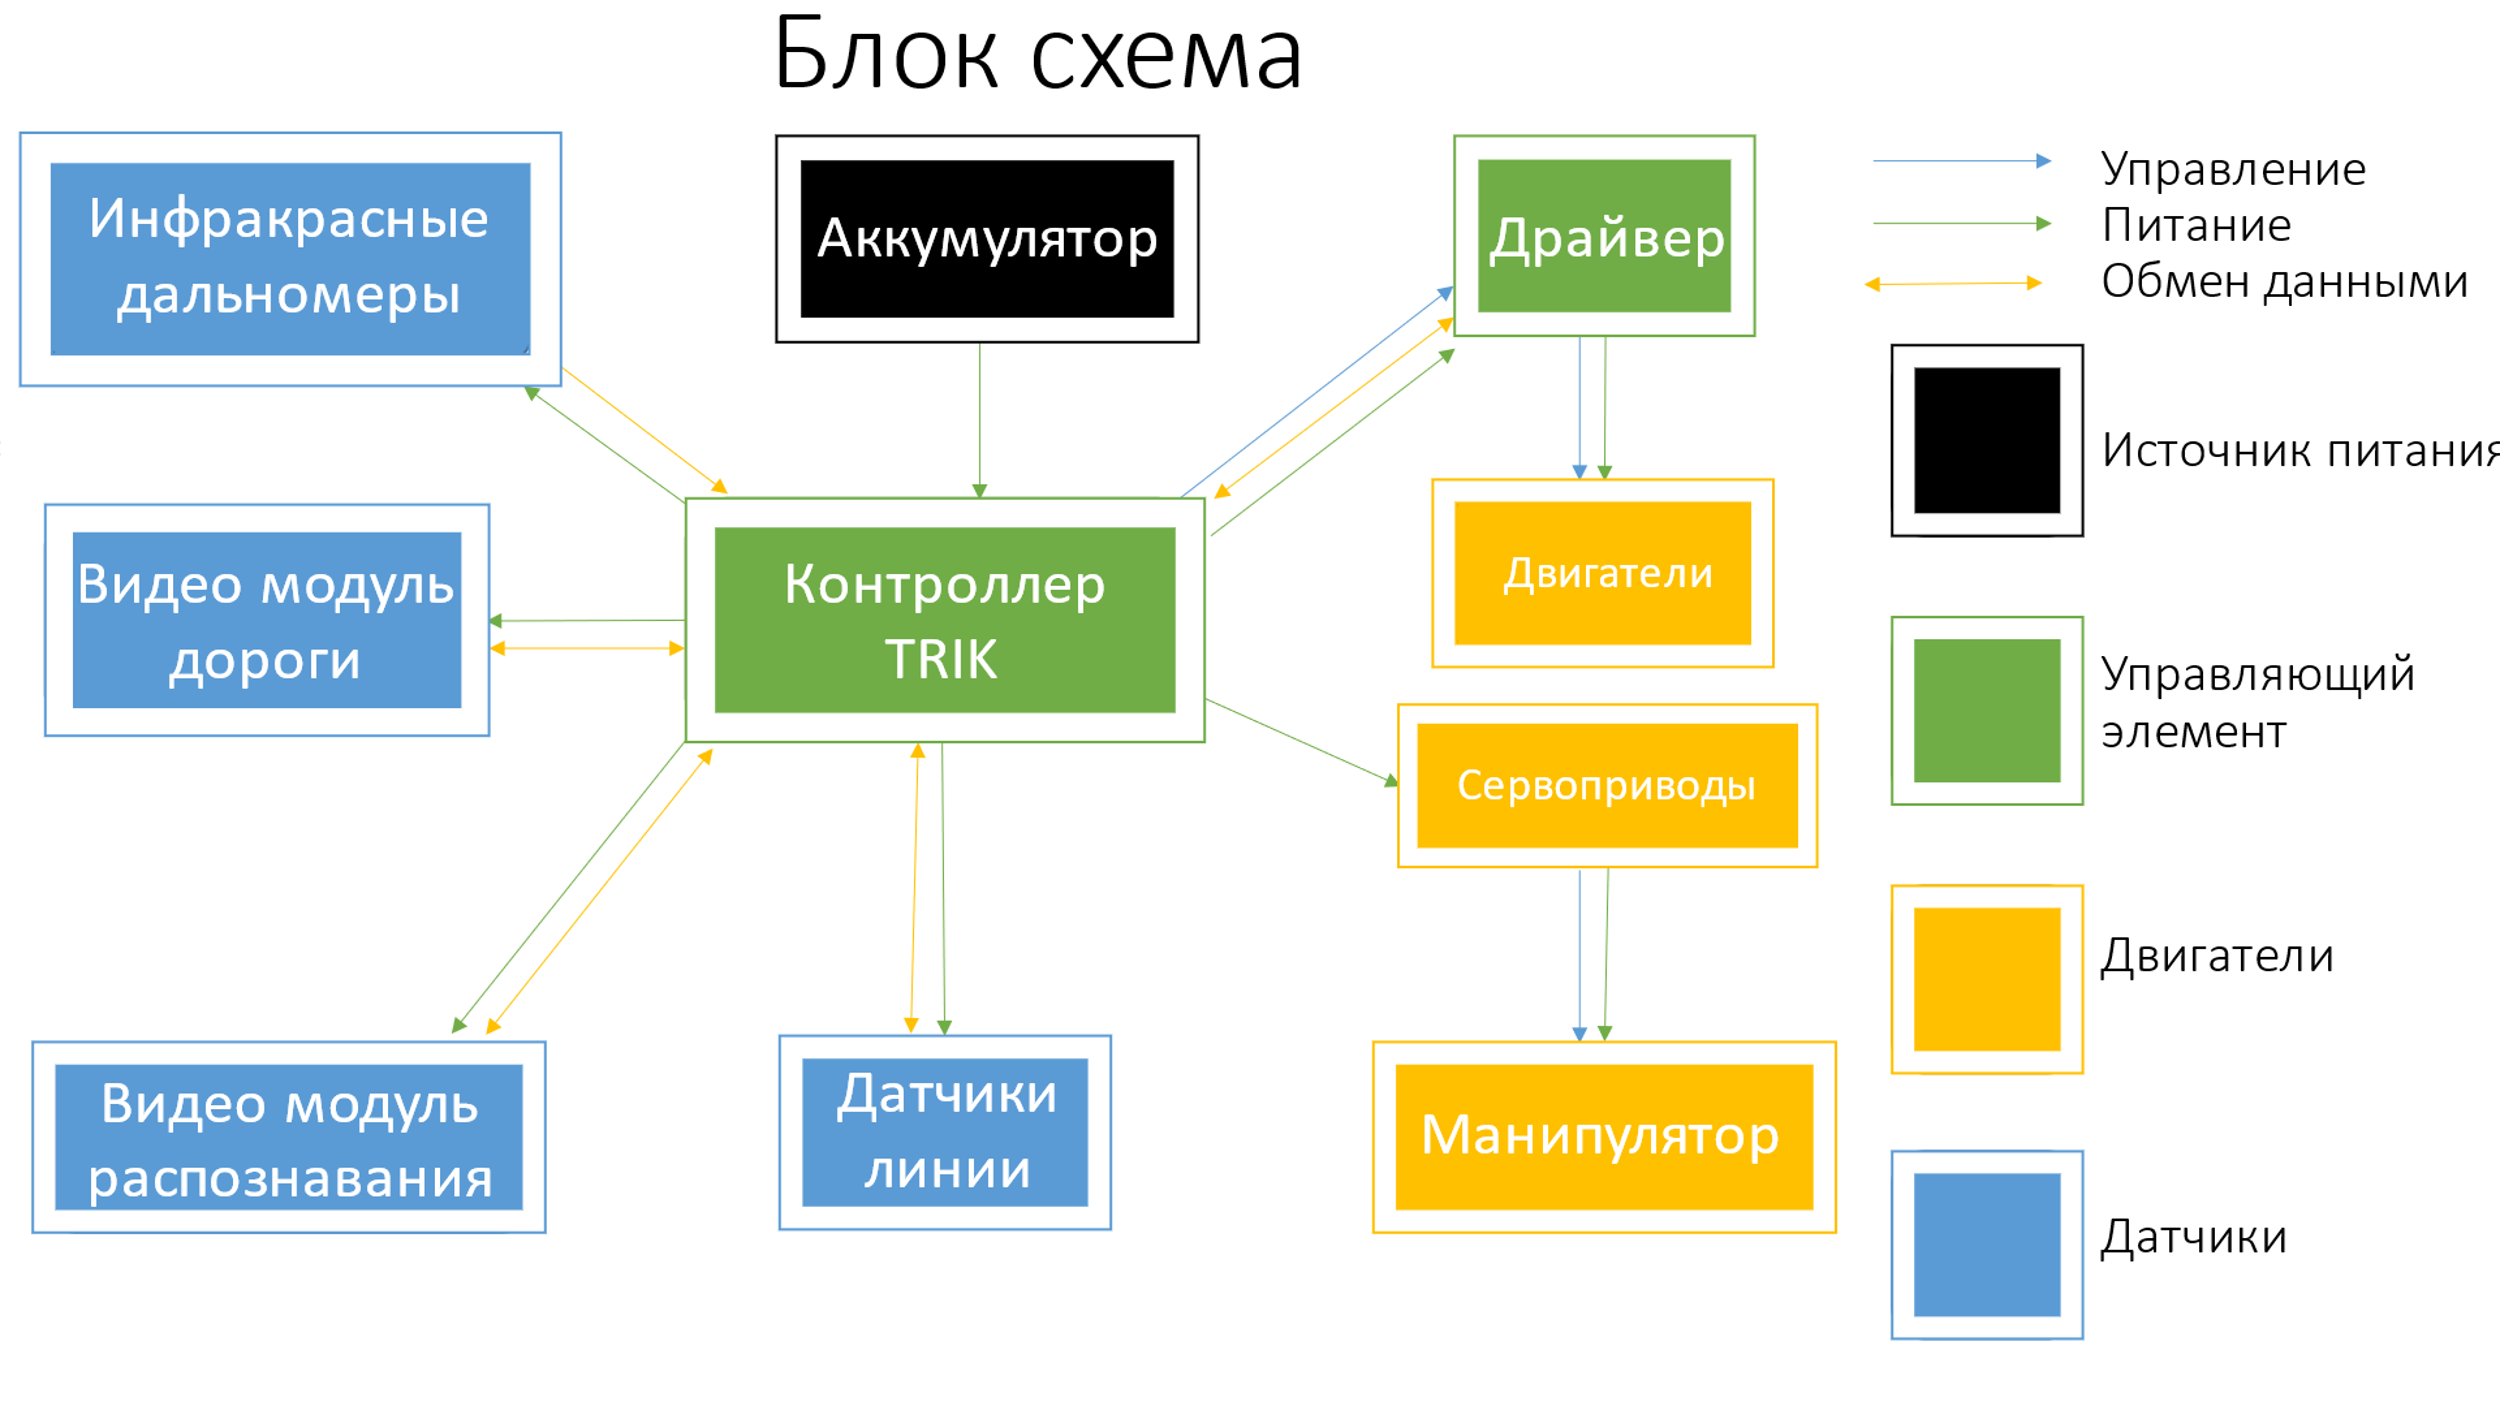 Блок схема
Инфракрасные
дальномеры
Аккумулятор
Драйвер
Управление
Питание
Обмен данными
Источник питания
Видео модуль
дороги
Контроллер
TRIK
Двигатели
Управляющий
элемент
Сервоприводы
Двигатели
Видео модуль
распознавания
Датчики
линии
Манипулятор
Датчики